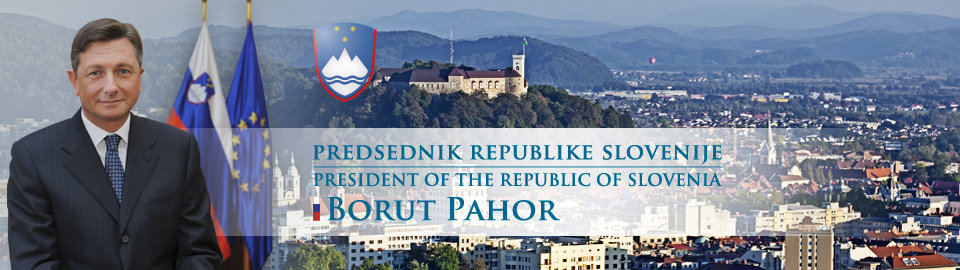 PREDSEDNIK REPUBLIKE SLOVENIJE
PRESIDENT OF THE REPUBLIC OF SLOVENIA
BORUT PAHOR